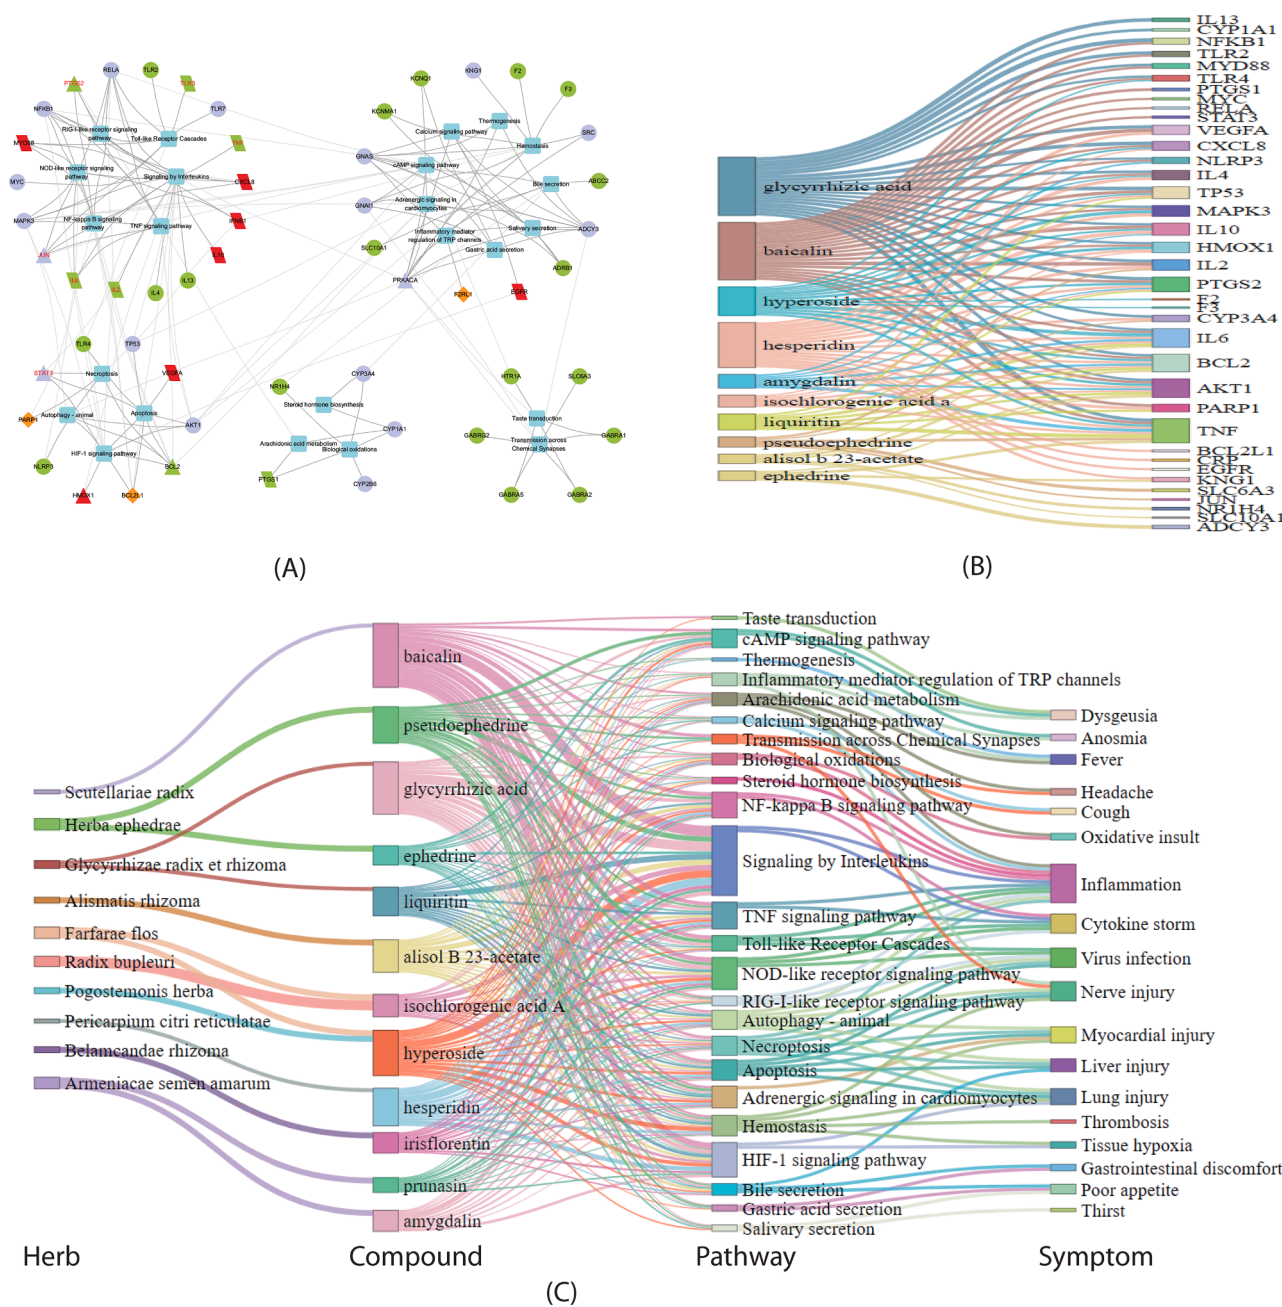 RELA
TLR2
PTGS2
TLR3
NFKB1
TLR7
RIG-I-like receptor signaling
pathway
Toll-like Receptor Cascades
MYD88
TNF
NOD-like receptor signaling
pathway
Signaling by Interleukins
CXCL8
MYC
MAPK3
NF-kappa B signaling
pathway
TNF signaling pathway
IFNB1
JUN
IL10
IL6
IL2
IL4
IL13
KCNQ1
KNG1
F2
F3
KCNMA1
Thermogenesis
Calcium signaling pathway
SRC
Hemostasis
GNAS
cAMP signaling pathway
Bile secretion
ABCC2
GNAI1
Adrenergic signaling in
cardiomyocytes
Inflammatory mediator
regulation of TRP channels
Salivary secretion
ADCY3
SLC10A1
Gastric acid secretion
PRKACA
ADRB1
F2RL1
EGFR
TLR4
TP53
STAT3
Necroptosis
VEGFA
PARP1
Autophagy - animal
Apoptosis
AKT1
HIF-1 signaling pathway
NLRP3
BCL2
HMOX1
BCL2L1
NR1H4
CYP3A4
Steroid hormone biosynthesis
CYP1A1
Arachidonic acid metabolism
Biological oxidations
PTGS1
CYP2B6
HTR1A
SLC6A3
Taste transduction
GABRG2
GABRA1
Transmission across
Chemical Synapses
GABRA5
GABRA2
(A)
glycyrrhizic acid
baicalin
hyperoside
hesperidin
amygdalin
isochlorogenic acid a
liquiritin
pseudoephedrine
alisol b 23-acetate
ephedrine
IL13
CYP1A1
NFKB1
TLR2
MYD88
TLR4
PTGS1
MYC
RELA
STAT3
VEGFA
CXCL8
NLRP3
IL4
TP53
MAPK3
IL10
HMOX1
IL2
PTGS2
F2
F3
CYP3A4
IL6
BCL2
AKT1
PARP1
TNF
BCL2L1
CRP
EGFR
KNG1
SLC6A3
JUN
NR1H4
SLC10A1
ADCY3
(B)
Scutellariae radix
Herba ephedrae
Glycyrrhizae radix et rhizoma
Alismatis rhizoma
Farfarae flos
Radix bupleuri
Pogostemonis herba
Pericarpium citri reticulatae
Belamcandae rhizoma
Armeniacae semen amarum
Herb
baicalin
pseudoephedrine
glycyrrhizic acid
ephedrine
liquiritin
alisol B 23-acetate
isochlorogenic acid A
hyperoside
hesperidin
irisflorentin
prunasin
amygdalin
Compound
Taste transduction
cAMP signaling pathway
Thermogenesis
Inflammatory mediator regulation of TRP channels
Arachidonic acid metabolism
Calcium signaling pathway
Transmission across Chemical Synapses
Biological oxidations
Steroid hormone biosynthesis
NF-kappa B signaling pathway
Signaling by Interleukins
TNF signaling pathway
Toll-like Receptor Cascades
NOD-like receptor signaling pathway
RIG-I-like receptor signaling pathway
Autophagy - animal
Necroptosis
Apoptosis
Adrenergic signaling in cardiomyocytes
Hemostasis
HIF-1 signaling pathway
Bile secretion
Gastric acid secretion
Salivary secretion
Pathway
Dysgeusia
Anosmia
Fever
Headache
Cough
Oxidative insult
Inflammation
Cytokine storm
Virus infection
Nerve injury
Myocardial injury
Liver injury
Lung injury
Thrombosis
Tissue hypoxia
Gastrointestinal discomfort
Poor appetite
Thirst
Symptom
(C)